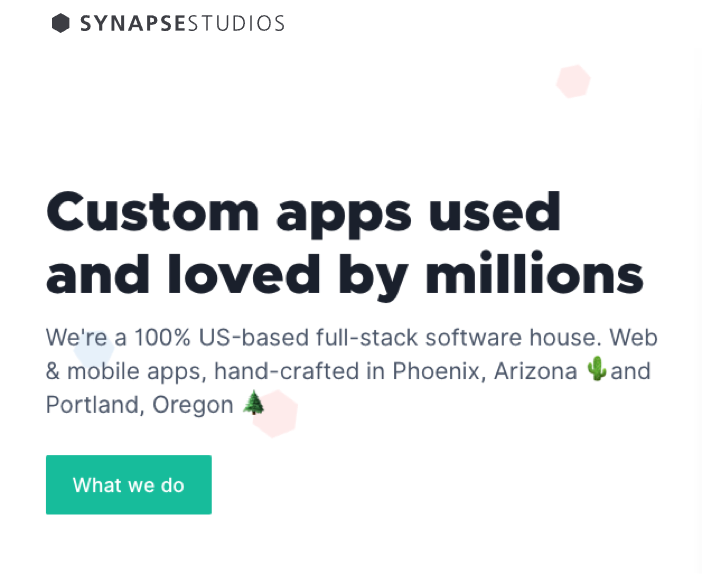 SYNAPSESTUDIOS
Custom apps used
and loved by millions
We're a 100% US-based full-stack software house. Web
& mobile apps, hand-crafted in Phoenix, Arizona 🌵and
Portland, Oregon 🌲
What we do